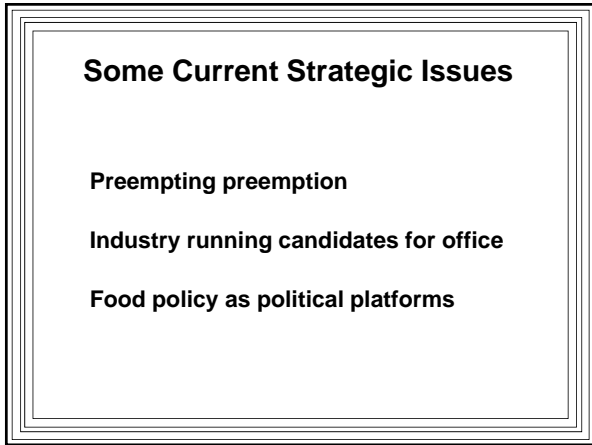 Some Current Strategic Issues
Preempting preemption
Industry running candidates for office
Food policy as political platforms